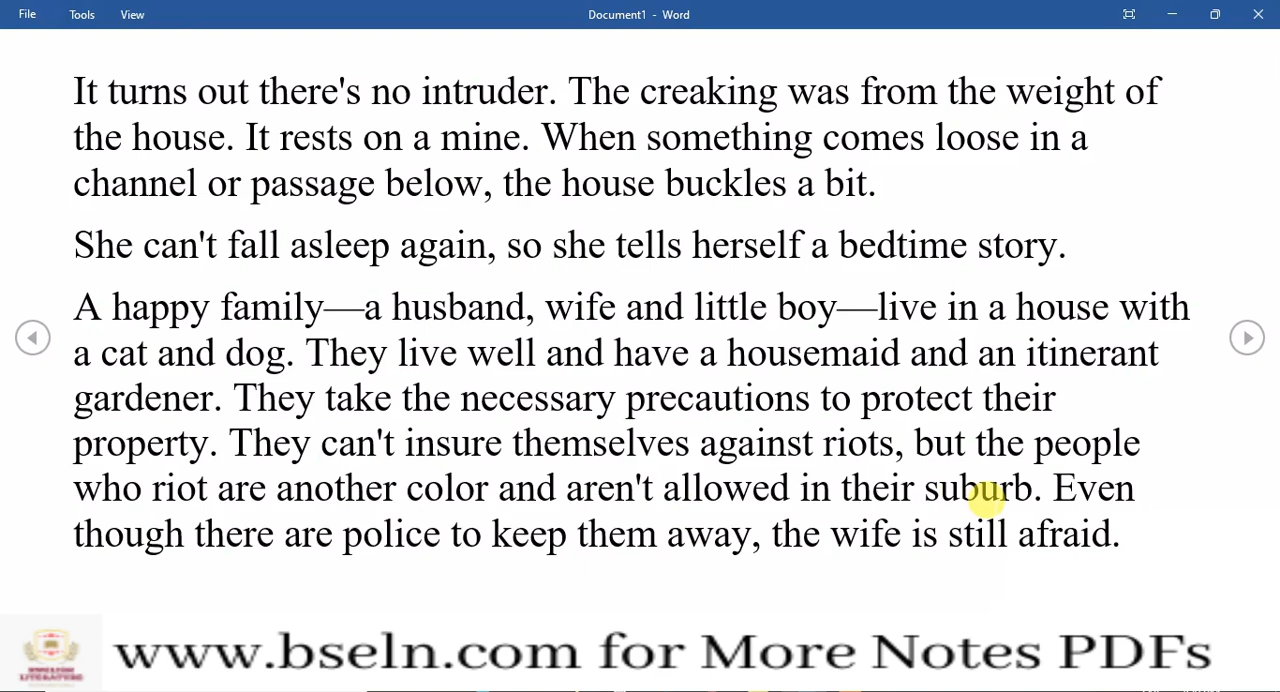 File Tools View Document1 - Word
It turns out there's no intruder. The creaking was from the weight of
the house. It rests on a mine. When something comes loose in a
channel or passage below, the house buckles a bit.
She can't fall asleep again, so she tells herself a bedtime story.
A happy family—a husband, wife and little boy—live in a house with
a cat and dog. They live well and have a housemaid and an itinerant
gardener. They take the necessary precautions to protect their
property. They can't insure themselves against riots, but the people
who riot are another color and aren't allowed in their suburb. Even
though there are police to keep them away, the wife is still afraid.
www.bseln.com for More Notes PDFs